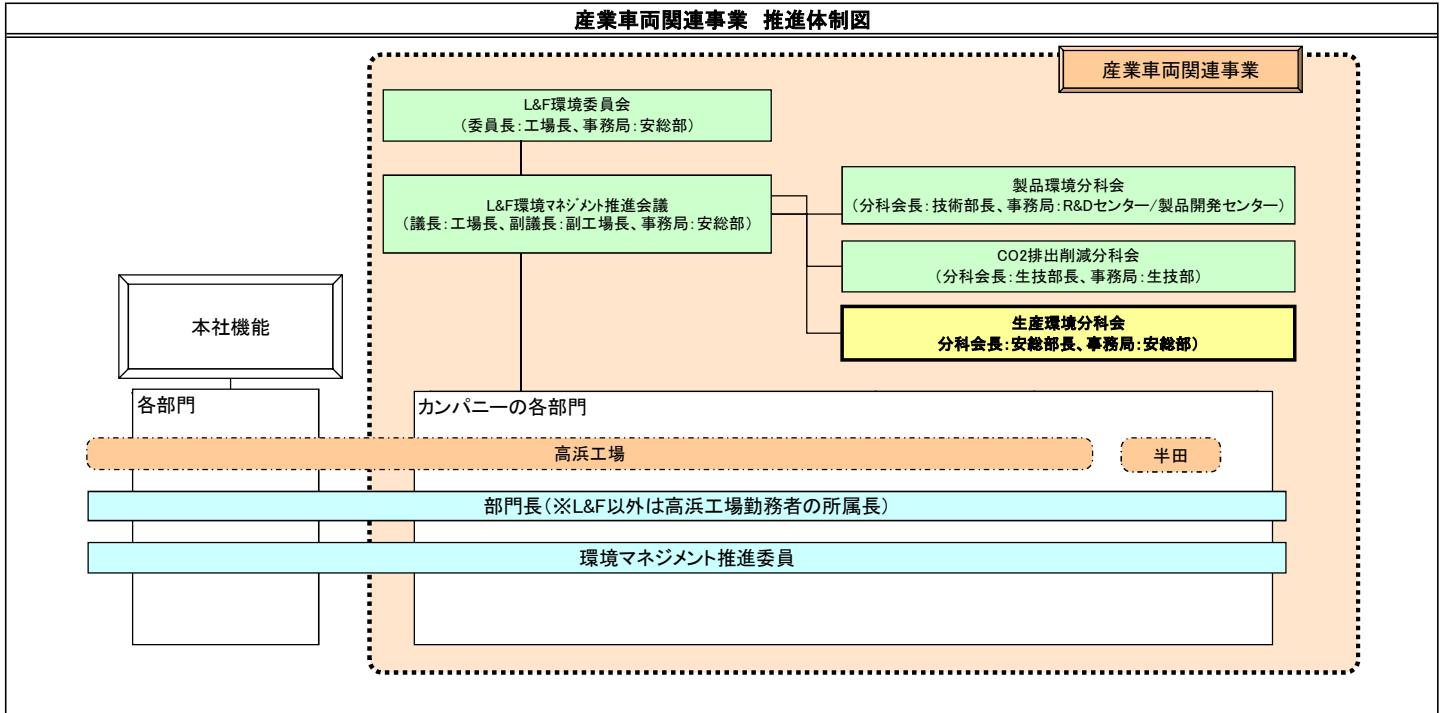 産業車両関連事業 推進体制図
産業車両関連事業
L&F環境委員会
（委員長：工場長、事務局：安総部）
L&F環境マネジメント推進会議
（議長：工場長、副議長：副工場長、事務局：安総部）
製品環境分科会
（分科会長：技術部長、事務局：R&Dセンター/製品開発センター）
CO2排出削減分科会
（分科会長：生技部長、事務局：生技部）
生産環境分科会
分科会長：安総部長、事務局：安総部）
本社機能
各部門
カンパニーの各部門
高浜工場
半田
部門長（※L&F以外は高浜工場勤務者の所属長）
環境マネジメント推進委員